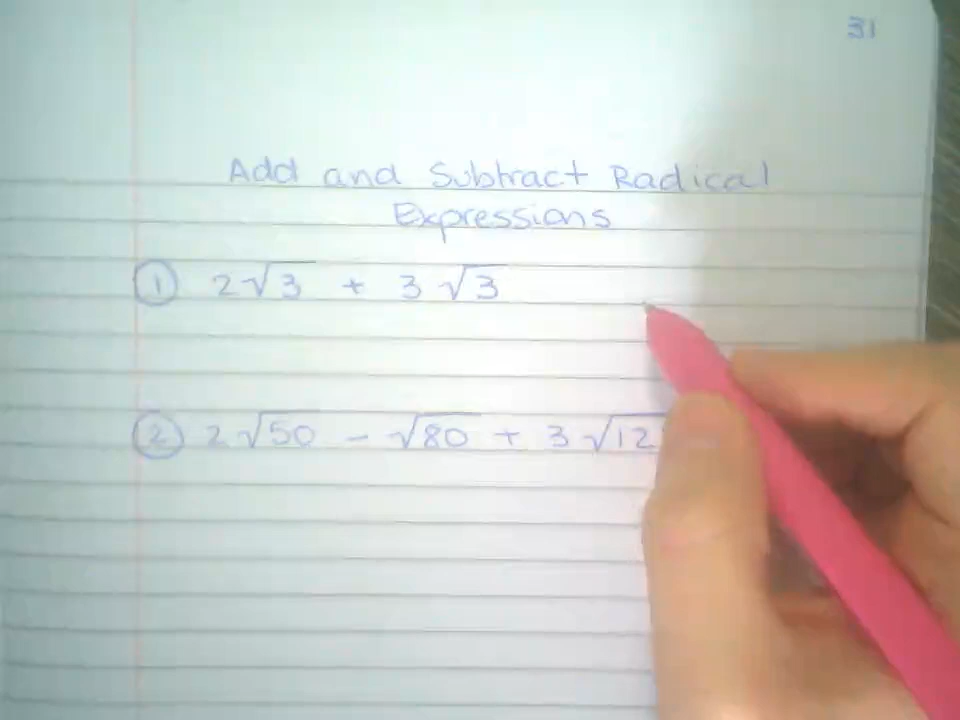 31
Add and Subtract Radical
Expressions
① 2√3 + 3√3
② 2√50 - √80 + 3√12